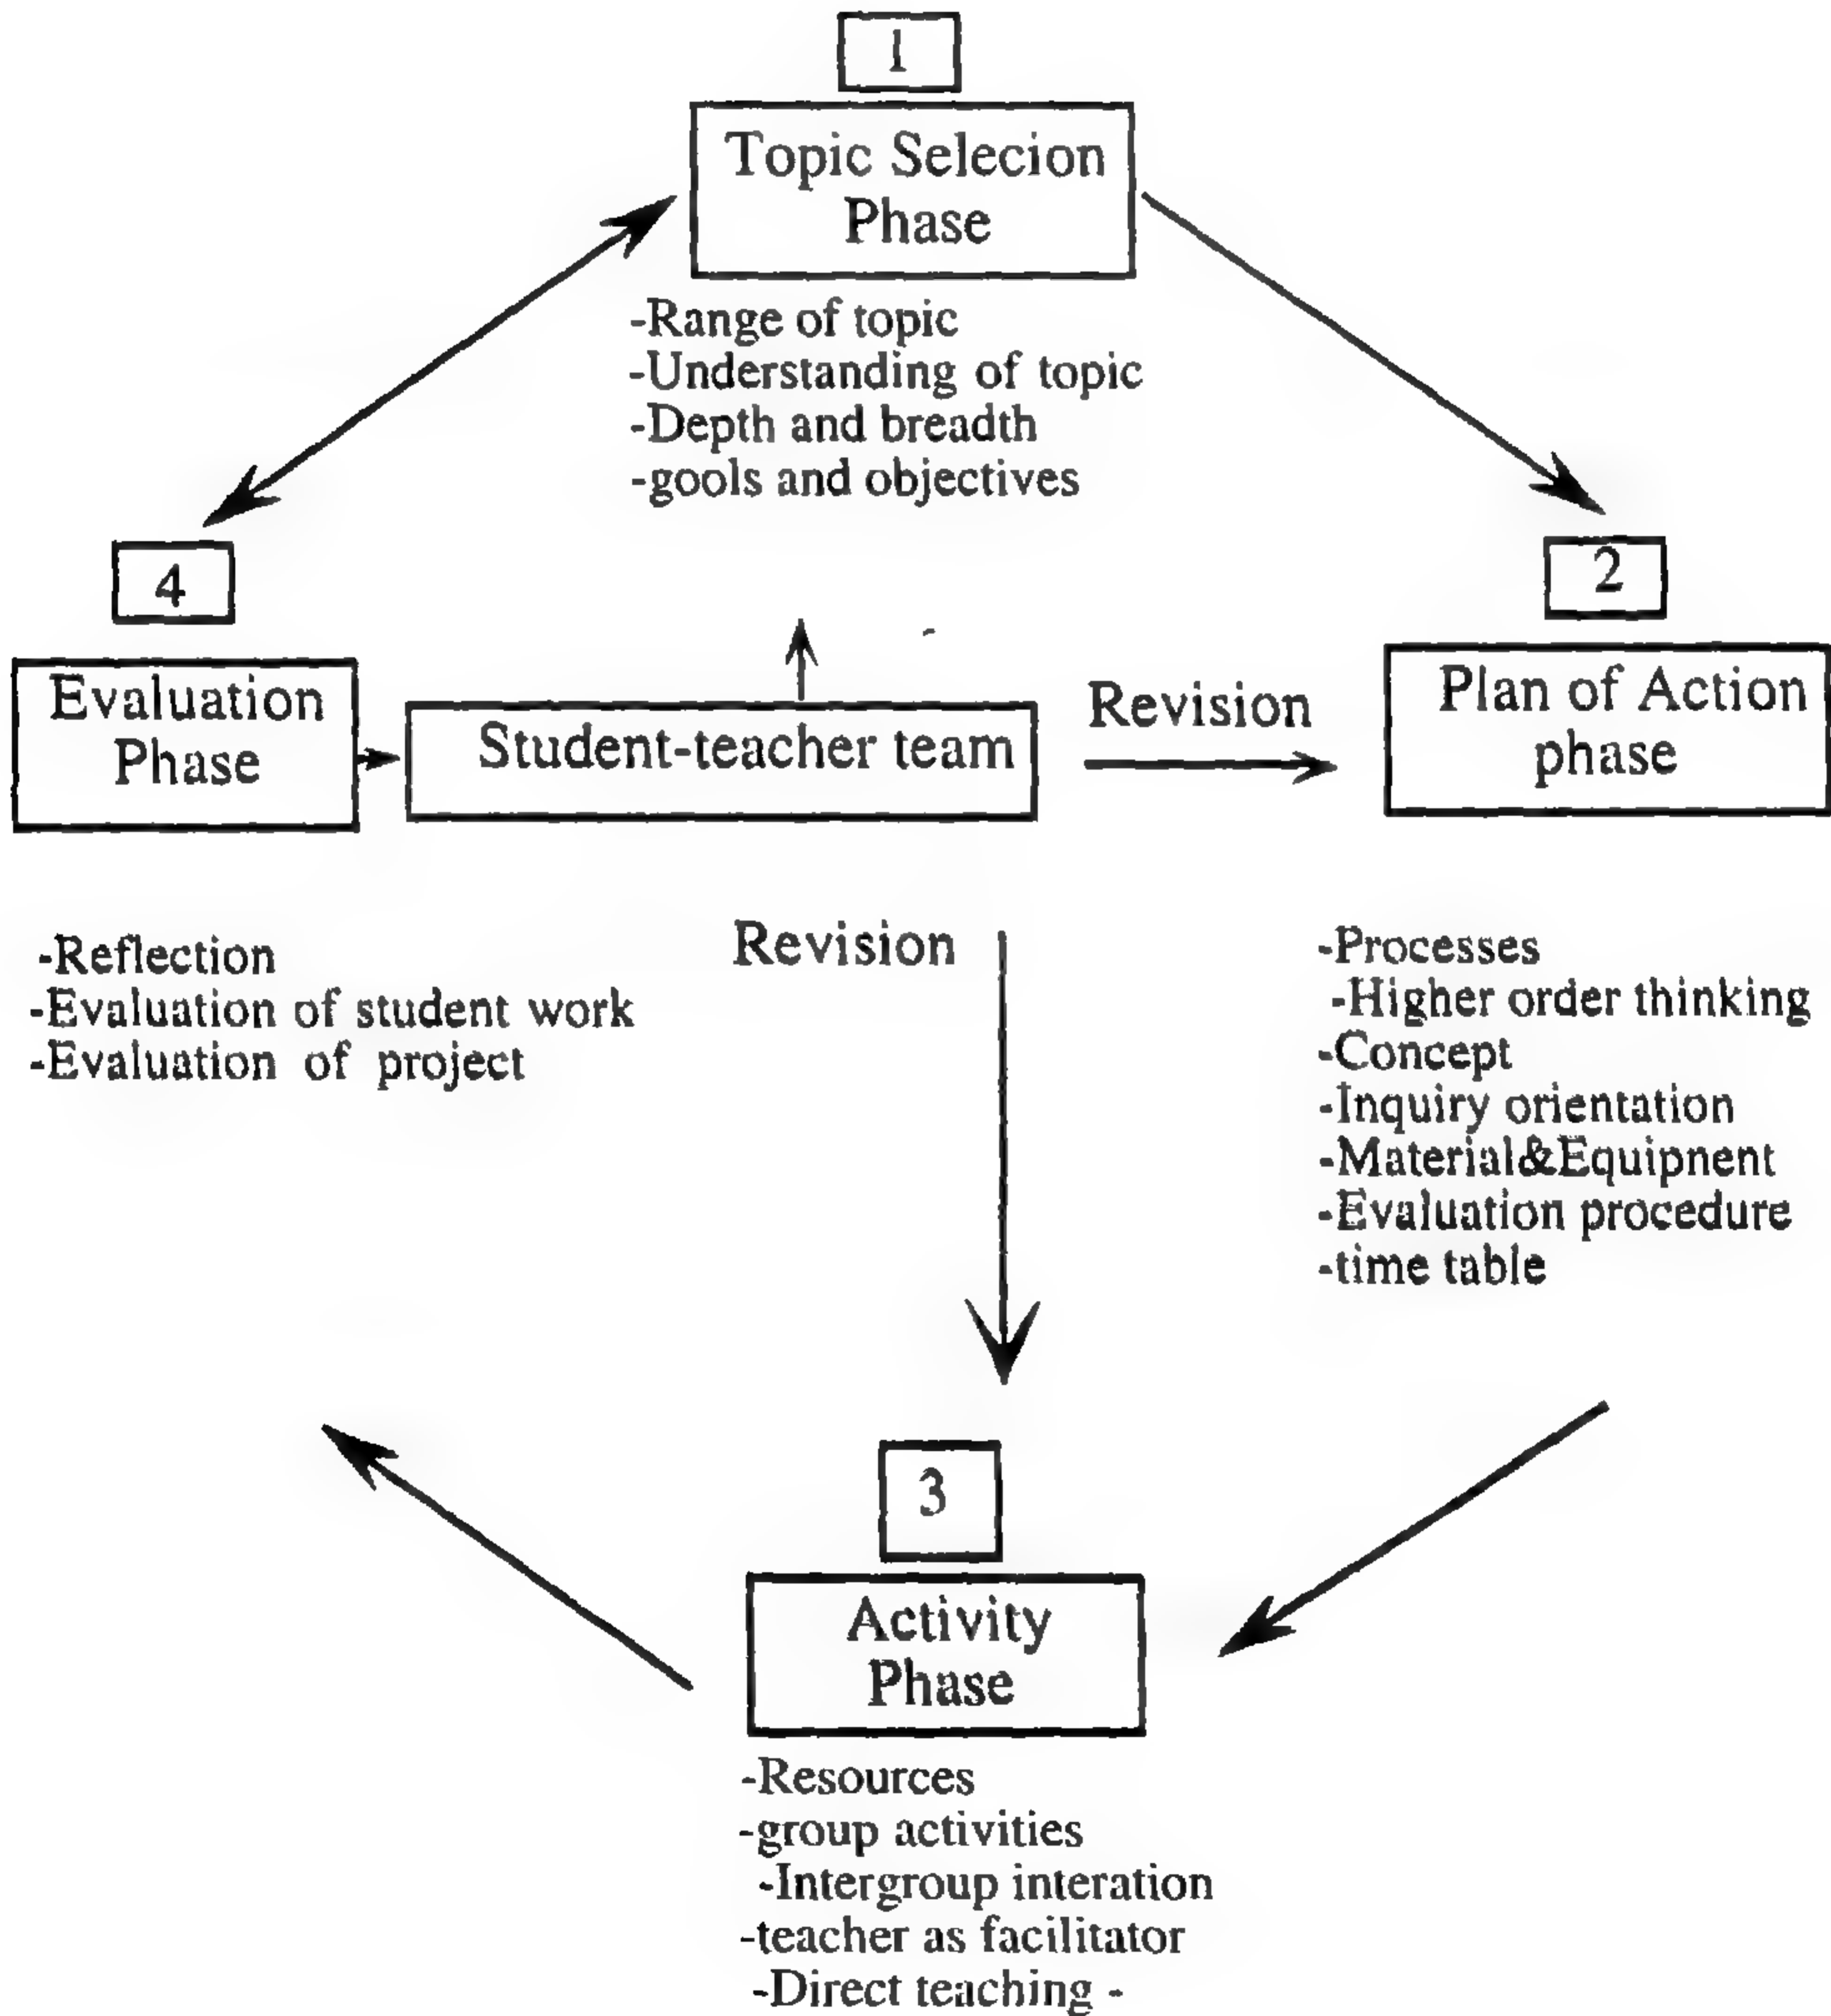 1
Topic Selecion
Phase
-Range of topic
-Understanding of topic
-Depth and breadth
-gools and objectives
4
Evaluation
Phase
Student-teacher team
Revision
2
Plan of Action
phase
-Reflection
-Evaluation of student work
-Evaluation of project
Revision
-Processes
-Higher order thinking
-Concept
-Inquiry orientation
-Material&Equipnent
-Evaluation procedure
-time table
3
Activity
Phase
-Resources
-group activities
-Intergroup interation
-teacher as facilitator
-Direct teaching -